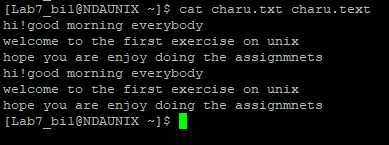 [Lab7_bi1@NDAUNIX ~]$ cat charu.txt charu.text
hi!good morning everybody
welcome to the first exercise on unix
hope you are enjoy doing the assignmnets
hi!good morning everybody
welcome to the first exercise on unix
hope you are enjoy doing the assignmnets
[Lab7_bi1@NDAUNIX ~]$